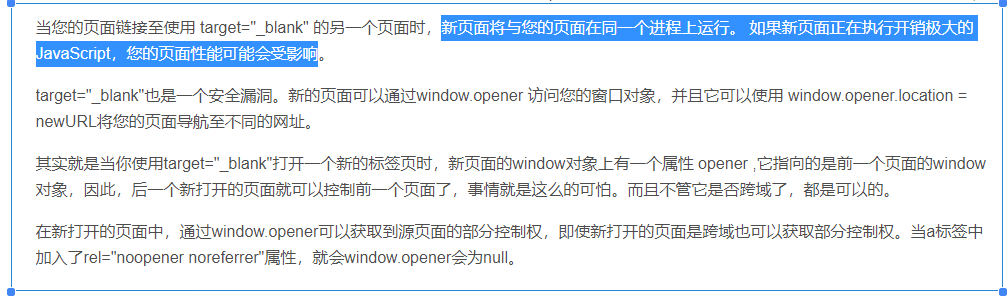 当您的页面链接至使用 target="_blank" 的另一个页面时，新页面将与您的页面在同一个进程上运行。 如果新页面正在执行开销极大的
JavaScript，您的页面性能可能会受影响。
target="_blank"也是一个安全漏洞。新的页面可以通过window.opener 访问您的窗口对象，并且它可以使用 window.opener.location =
newURL将您的页面导航至不同的网址。
其实就是当你使用target="_blank"打开一个新的标签页时，新页面的window对象上有一个属性 opener ,它指向的是前一个页面的window
对象，因此，后一个新打开的页面就可以控制前一个页面了，事情就是这么的可怕。而且不管它是否跨域了，都是可以的。
在新打开的页面中，通过window.opener可以获取到源页面的部分控制权，即使新打开的页面是跨域也可以获取部分控制权。当a标签中
加入了rel="noopener noreferrer"属性，就会window.opener会为null。